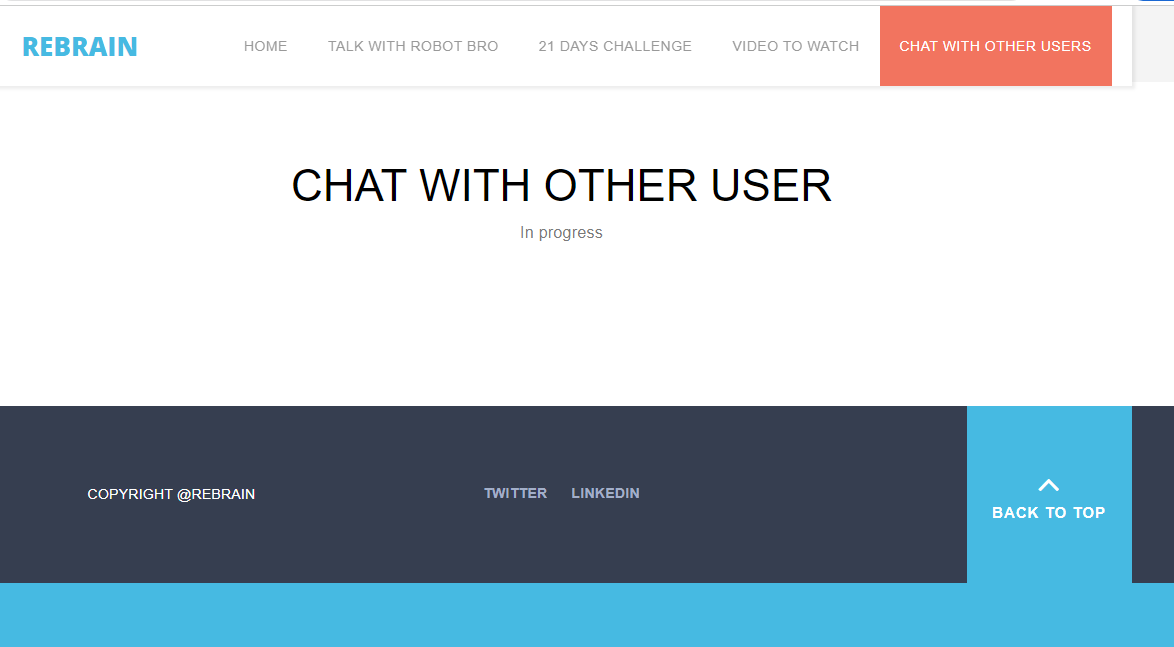 REBRAIN HOME TALK WITH ROBOT BRO 21 DAYS CHALLENGE VIDEO TO WATCH CHAT WITH OTHER USERS
CHAT WITH OTHER USER
In progress
COPYRIGHT @REBRAIN TWITTER LINKEDIN
BACK TO TOP